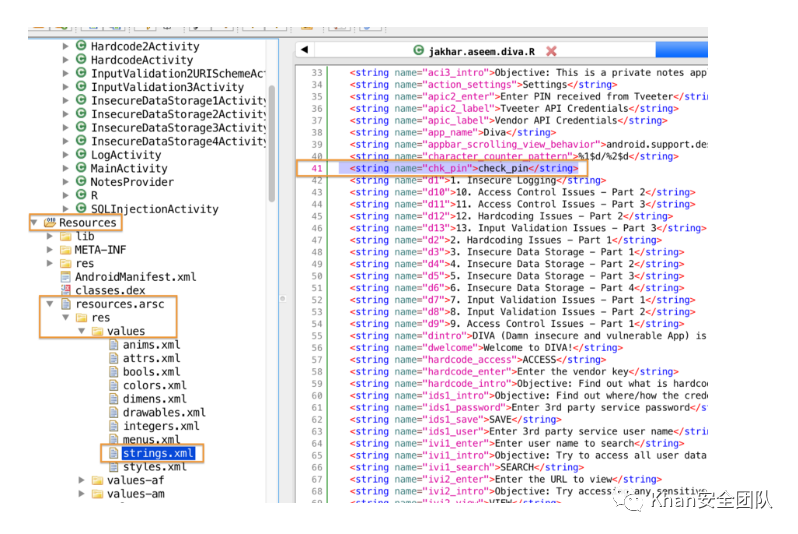 Hardcode2Activity
HardcodeActivity
InputValidation2URISchemeAc
InputValidation3Activity
InsecureDataStorage1Activity
InsecureDataStorage2Activity
InsecureDataStorage3Activity
InsecureDataStorage4Activity
LogActivity
MainActivity
NotesProvider
R
SQLInjectionActivity
Resources
lib
META-INF
res
AndroidManifest.xml
classes.dex
resources.arsc
res
values
anims.xml
attrs.xml
bools.xml
colors.xml
dimens.xml
drawables.xml
integers.xml
menus.xml
strings.xml
styles.xml
values-af
values-am
jakhar.aseem.diva.R
33 <string name="aci3_intro">Objective: This is a private notes app
34 <string name="action_settings">Settings</string>
35 <string name="apic2_enter">Enter PIN received from Tveeter</string
36 <string name="apic2_label">Tveeter API Credentials</string>
37 <string name="apic_label">Vendor API Credentials</string>
38 <string name="app_name">Diva</string>
39 <string name="appbar_scrolling_view_behavior">android.support.des
40 <string name="character_counter_pattern">%1$d/%2$d</string>
41 <string name="chk_pin">check_pin</string>
42 <string name="d1">1. Insecure Logging</string>
43 <string name="d10">10. Access Control Issues - Part 2</string>
44 <string name="d11">11. Access Control Issues - Part 3</string>
45 <string name="d12">12. Hardcoding Issues - Part 2</string>
46 <string name="d13">13. Input Validation Issues - Part 3</string>
47 <string name="d2">2. Hardcoding Issues - Part 1</string>
48 <string name="d3">3. Insecure Data Storage - Part 1</string>
49 <string name="d4">4. Insecure Data Storage - Part 2</string>
50 <string name="d5">5. Insecure Data Storage - Part 3</string>
51 <string name="d6">6. Insecure Data Storage - Part 4</string>
52 <string name="d7">7. Input Validation Issues - Part 1</string>
53 <string name="d8">8. Input Validation Issues - Part 2</string>
54 <string name="d9">9. Access Control Issues - Part 1</string>
55 <string name="dintro">DIVA (Damn insecure and vulnerable App) is
56 <string name="dwelcome">Welcome to DIVA!</string>
57 <string name="hardcode_access">ACCESS</string>
58 <string name="hardcode_enter">Enter the vendor key</string>
59 <string name="hardcode_intro">Objective: Find out what is hardcod
60 <string name="ids1_intro">Objective: Find out where/how the crede
61 <string name="ids1_password">Enter 3rd party service password</st
62 <string name="ids1_save">SAVE</string>
63 <string name="ids1_user">Enter 3rd party service user name</strin
64 <string name="ivi1_enter">Enter user name to search</string>
65 <string name="ivi1_intro">Objective: Try to access all user data
66 <string name="ivi1_search">SEARCH</string>
67 <string name="ivi2_enter">Enter the URL to view</string>
68 <string name="ivi2_intro">Objective: Try accessing any sensitive
69 <string name="ivi2_view">VIEW</string>
Khan安全团队